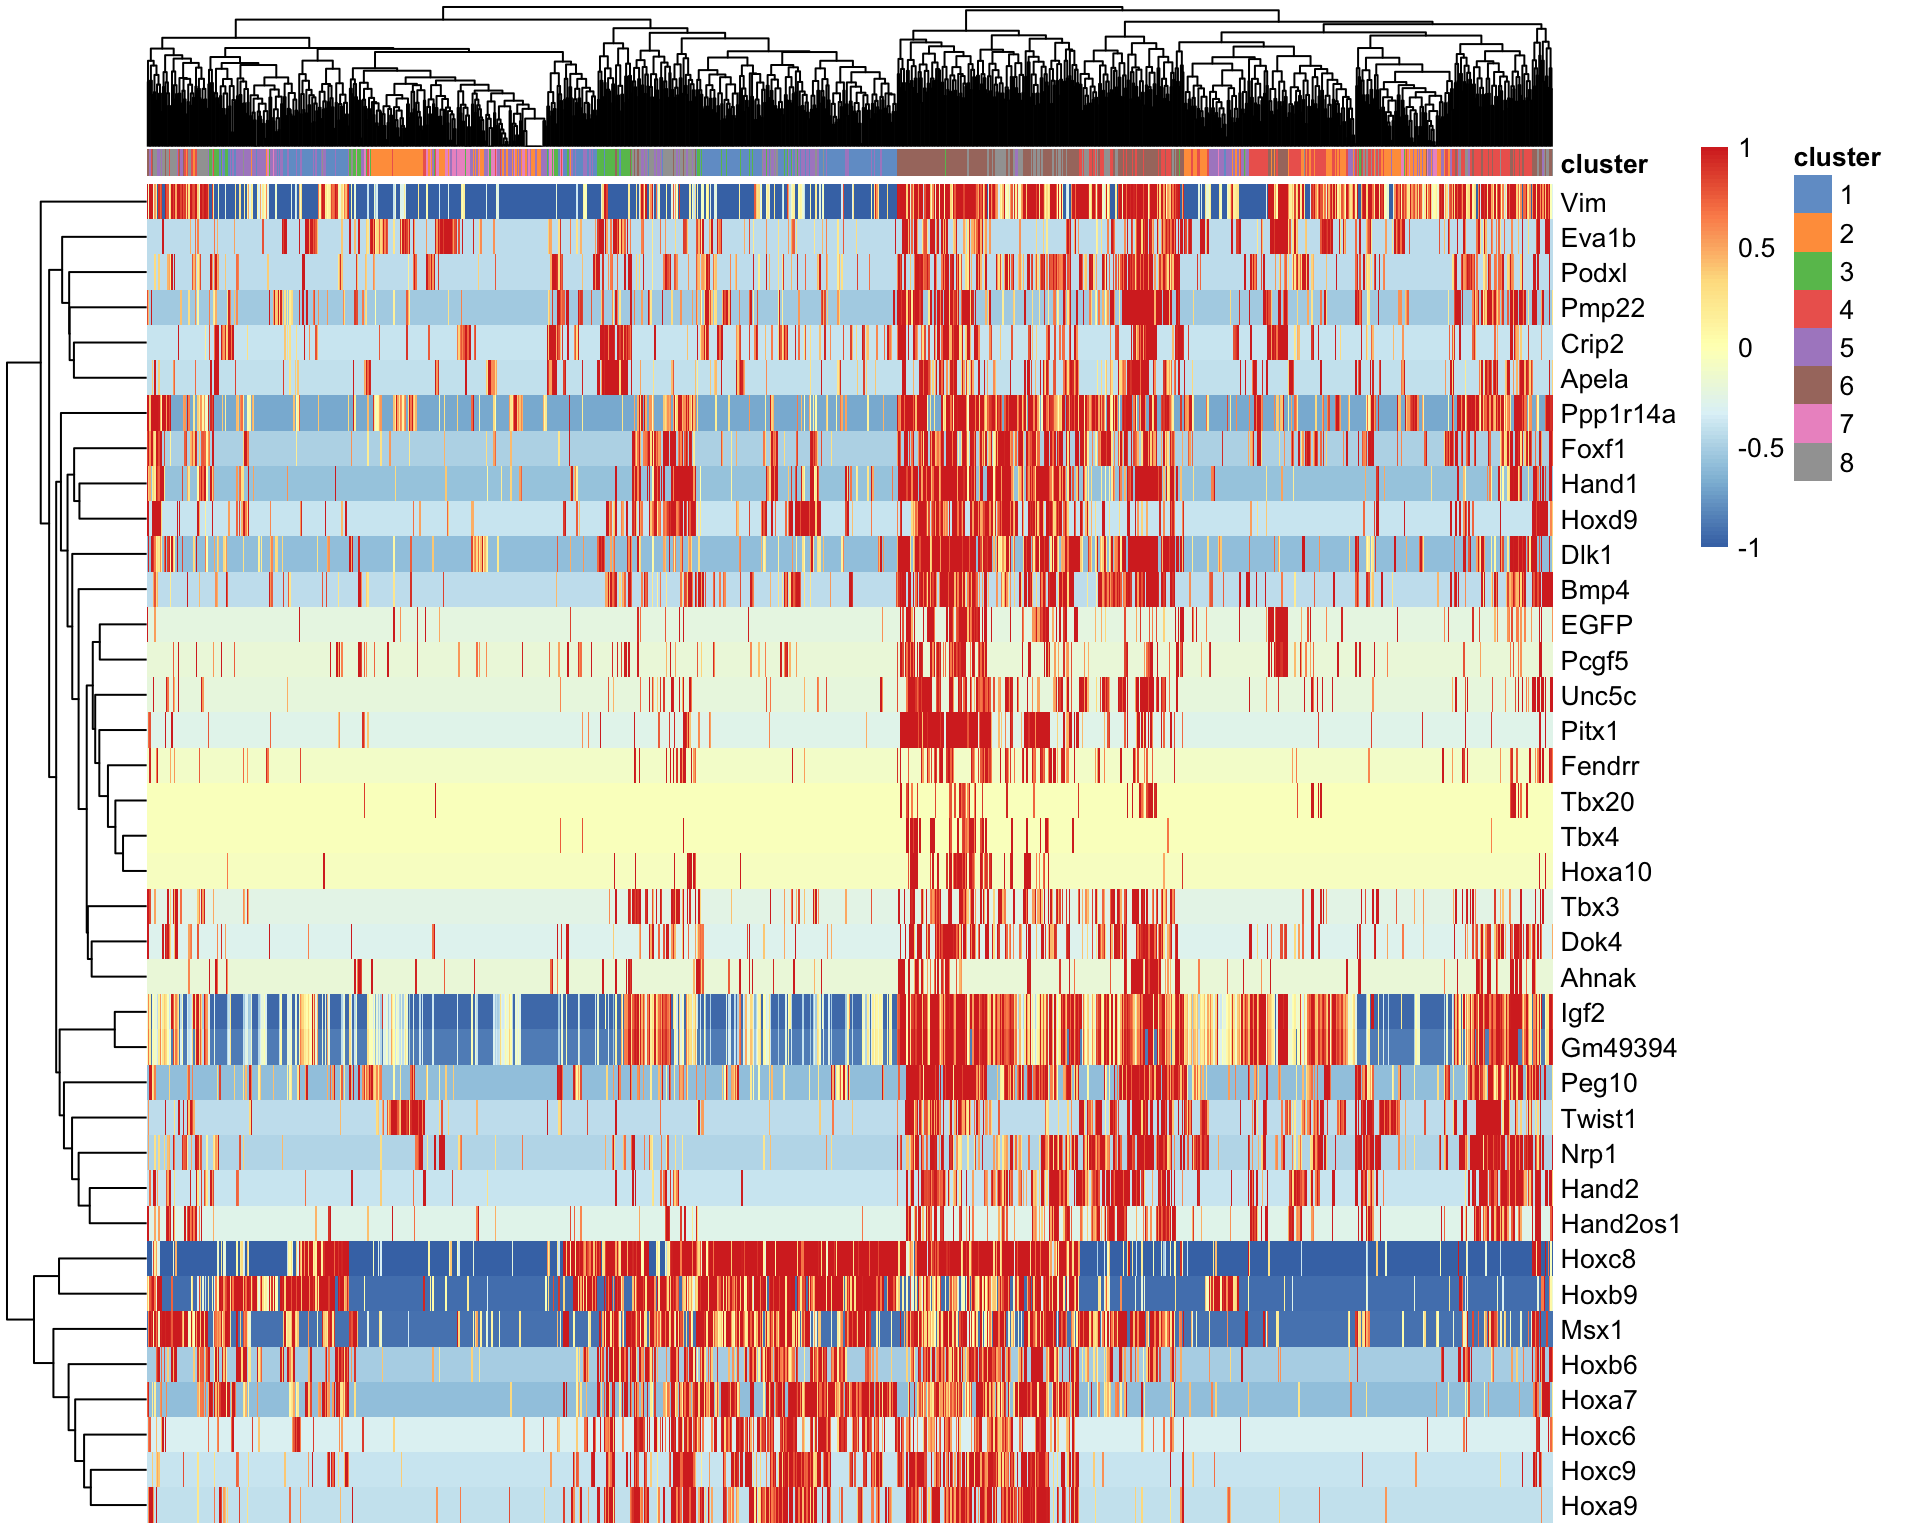 cluster
Vim
Eva1b
Podxl
Pmp22
Crip2
Apela
Ppp1r14a
Foxf1
Hand1
Hoxd9
Dlk1
Bmp4
EGFP
Pcgf5
Unc5c
Pitx1
Fendrr
Tbx20
Tbx4
Hoxa10
Tbx3
Dok4
Ahnak
Igf2
Gm49394
Peg10
Twist1
Nrp1
Hand2
Hand2os1
Hoxc8
Hoxb9
Msx1
Hoxb6
Hoxa7
Hoxc6
Hoxc9
Hoxa9
1
0.5
0
-0.5
-1
cluster
1
2
3
4
5
6
7
8